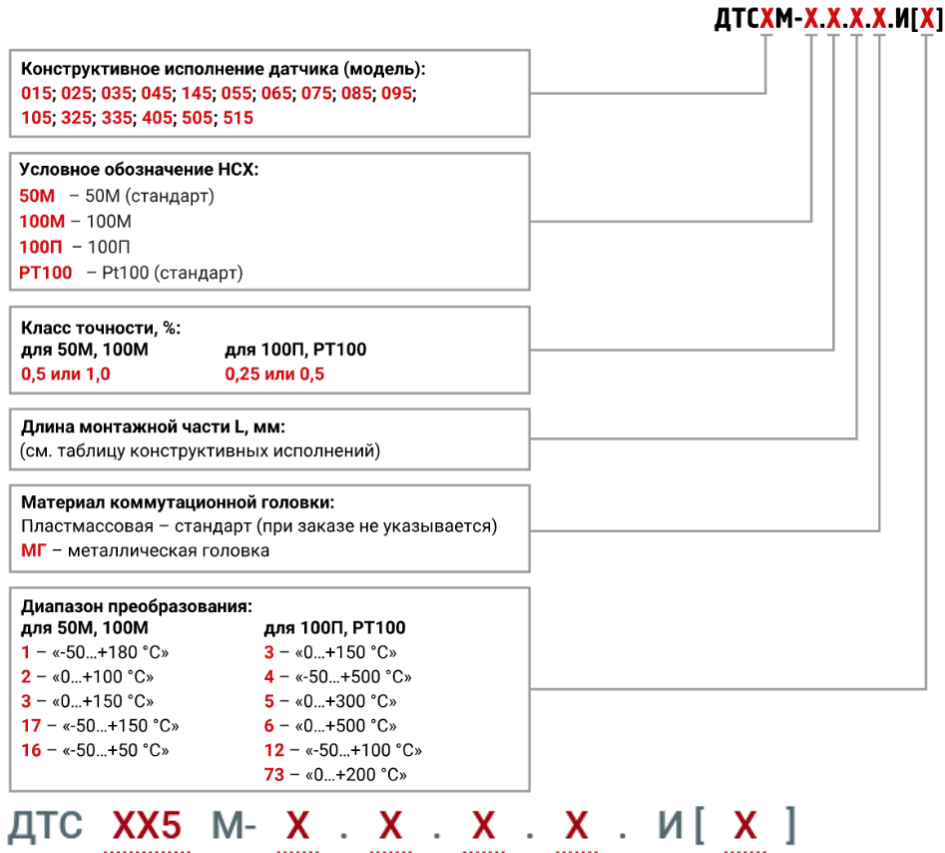 ДТСХМ-Х.Х.Х.Х.И[Х]
Конструктивное исполнение датчика (модель):
015; 025; 035; 045; 145; 055; 065; 075; 085; 095;
105; 325; 335; 405; 505; 515
Условное обозначение НСХ:
50М – 50М (стандарт)
100М – 100М
100П – 100П
РТ100 – Pt100 (стандарт)
Класс точности, %:
для 50М, 100М для 100П, РТ100
0,5 или 1,0 0,25 или 0,5
Длина монтажной части L, мм:
(см. таблицу конструктивных исполнений)
Материал коммутационной головки:
Пластмассовая – стандарт (при заказе не указывается)
МГ – металлическая головка
Диапазон преобразования:
для 50М, 100М для 100П, РТ100
1 – «-50...+180 °С» 3 – «0...+150 °С»
2 – «0...+100 °С» 4 – «-50...+500 °С»
3 – «0...+150 °С» 5 – «0...+300 °С»
17 – «-50...+150 °С» 6 – «0...+500 °С»
16 – «-50...+50 °С» 12 – «-50...+100 °С»
73 – «0...+200 °С»
ДТС ХХ5 М- Х . Х . Х . Х . И [ Х ]